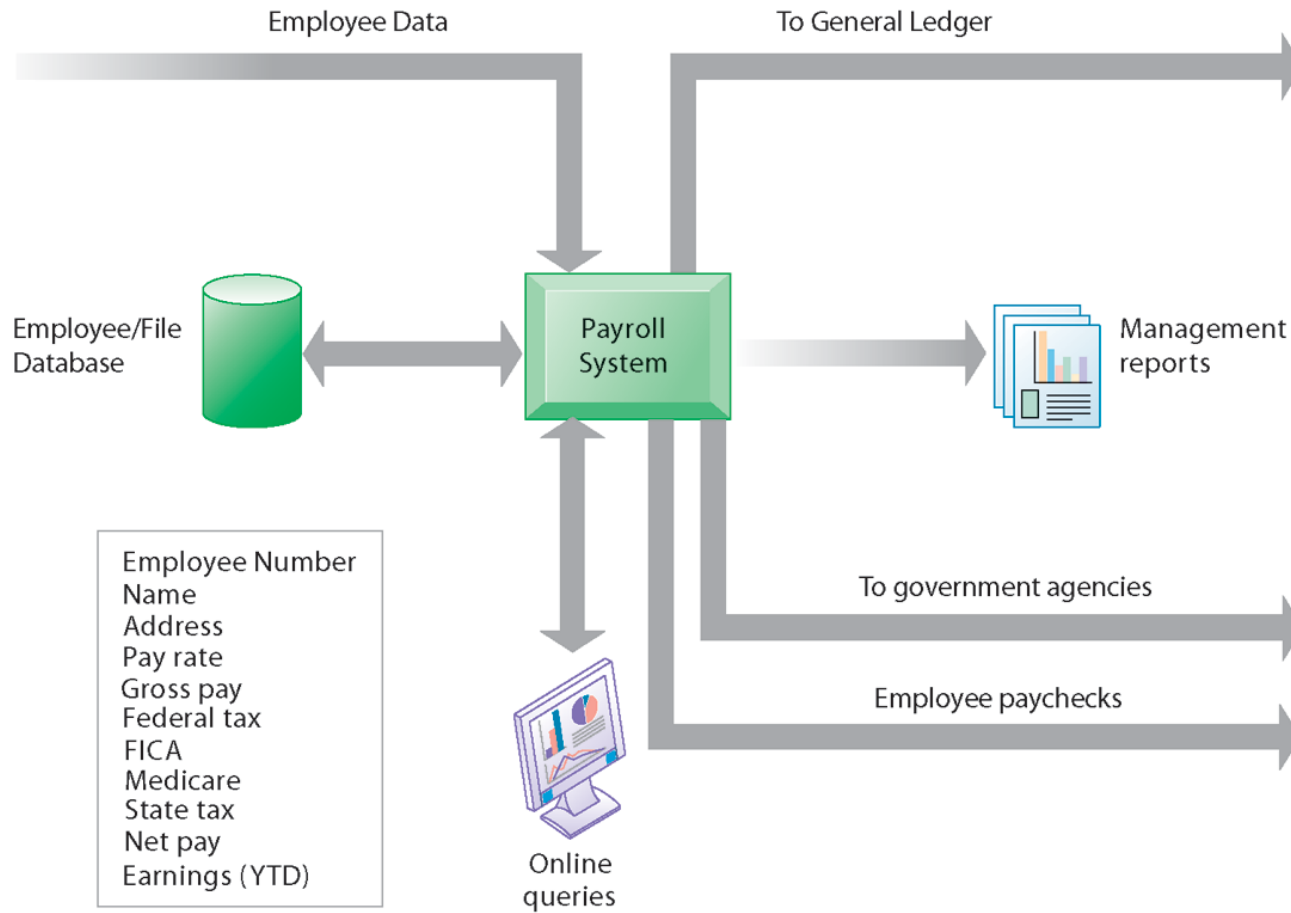 Employee Data
To General Ledger
Employee/File
Database
Payroll
System
Management
reports
Employee Number
Name
Address
Pay rate
Gross pay
Federal tax
FICA
Medicare
State tax
Net pay
Earnings (YTD)
To government agencies
Employee paychecks
Online
queries